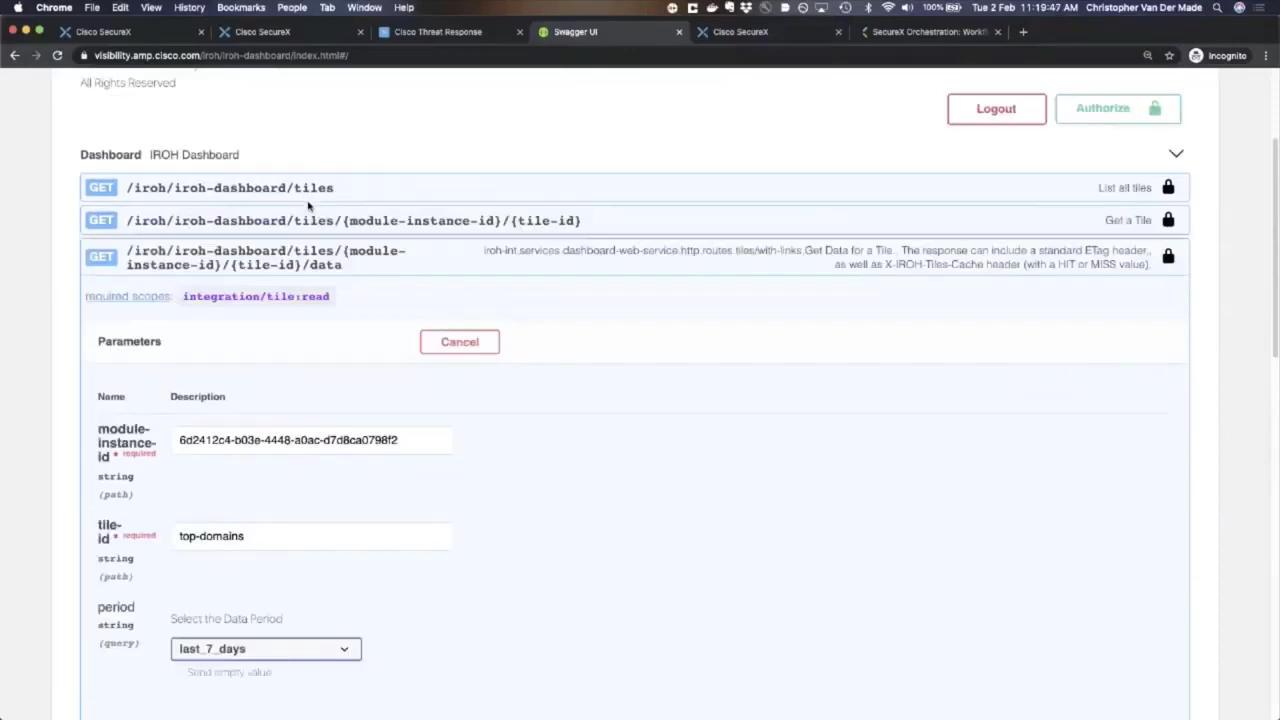 Chrome File Edit View History Bookmarks People Tab Window Help 100% Tue 2 Feb 11:19:47 AM Christopher Van Der Made
Cisco SecureX × Cisco SecureX × Cisco Threat Response × Swagger UI × Cisco SecureX × SecureX Orchestration: Workf × +
visibility.amp.cisco.com/iroh/iroh-dashboard/index.html#/ Incognito
All Rights Reserved
Logout Authorize
Dashboard IROH Dashboard
GET /iroh/iroh-dashboard/tiles List all tiles
GET /iroh/iroh-dashboard/tiles/{module-instance-id}/{tile-id} Get a Tile
GET /iroh/iroh-dashboard/tiles/{module- iroh-int.services.dashboard-web-service.http.routes.tiles/with-links.Get Data for a Tile . The response can include a standard ETag header,,
instance-id}/{tile-id}/data as well as X-IROH-Tiles-Cache header (with a HIT or MISS value),
required scopes: integration/tile:read
Parameters Cancel
Name Description
module-
instance-
id * required 6d2412c4-b03e-4448-a0ac-d7d8ca0798f2
string
(path)
tile-
id * required top-domains
string
(path)
period Select the Data Period
string
(query) last_7_days
Send empty value